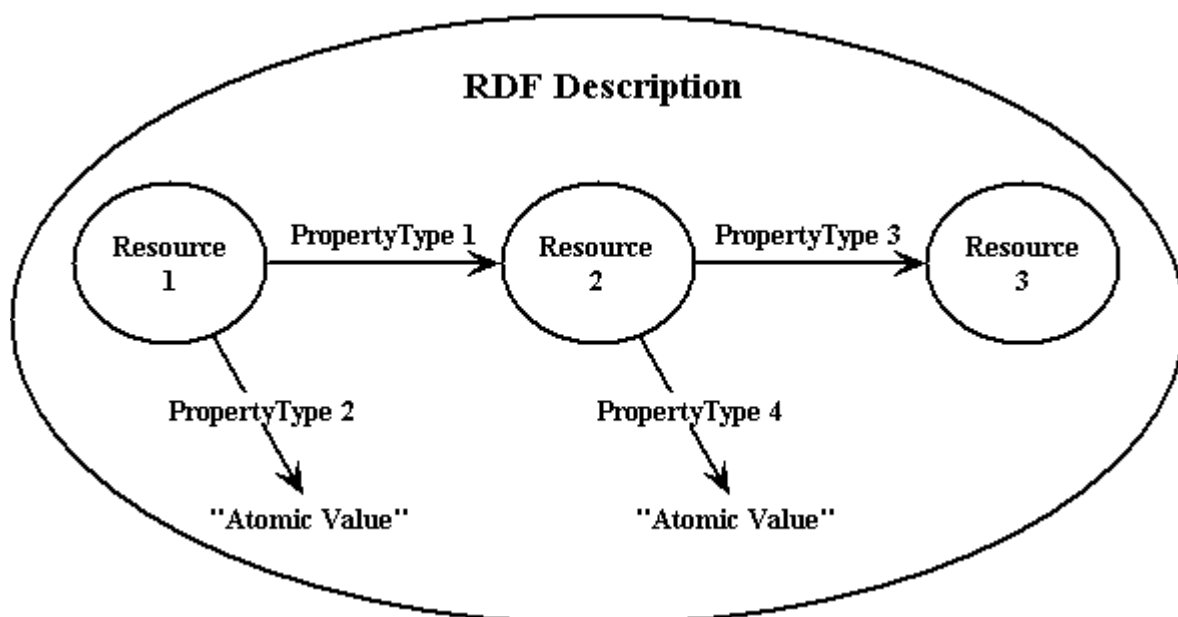 RDF Description
PropertyType 1
PropertyType 3
Resource
1
Resource
2
Resource
3
PropertyType 2
PropertyType 4
"Atomic Value"
"Atomic Value"